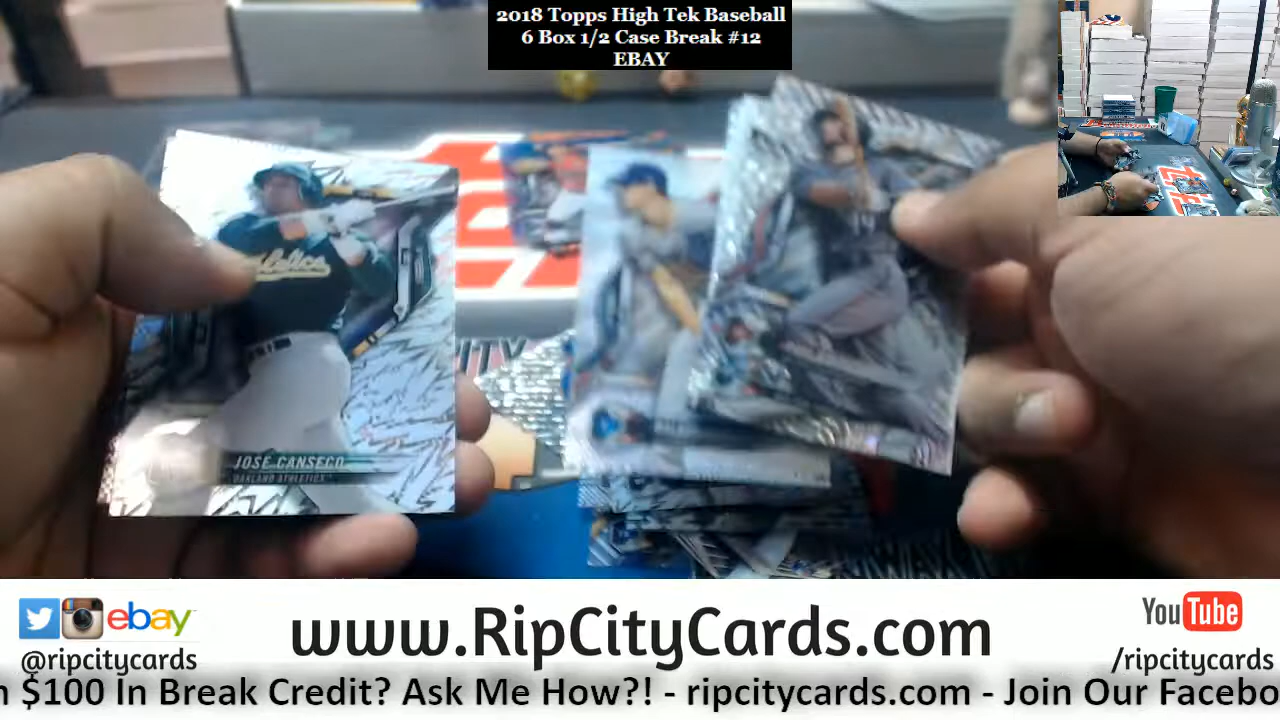 2018 Topps High Tek Baseball
6 Box 1/2 Case Break #12
EBAY
JOSE CANSECO
OAKLAND ATHLETICS
ebay
@ripcitycards
www.RipCityCards.com
YouTube
/ripcitycards
n $100 In Break Credit? Ask Me How?! - ripcitycards.com - Join Our Facebo